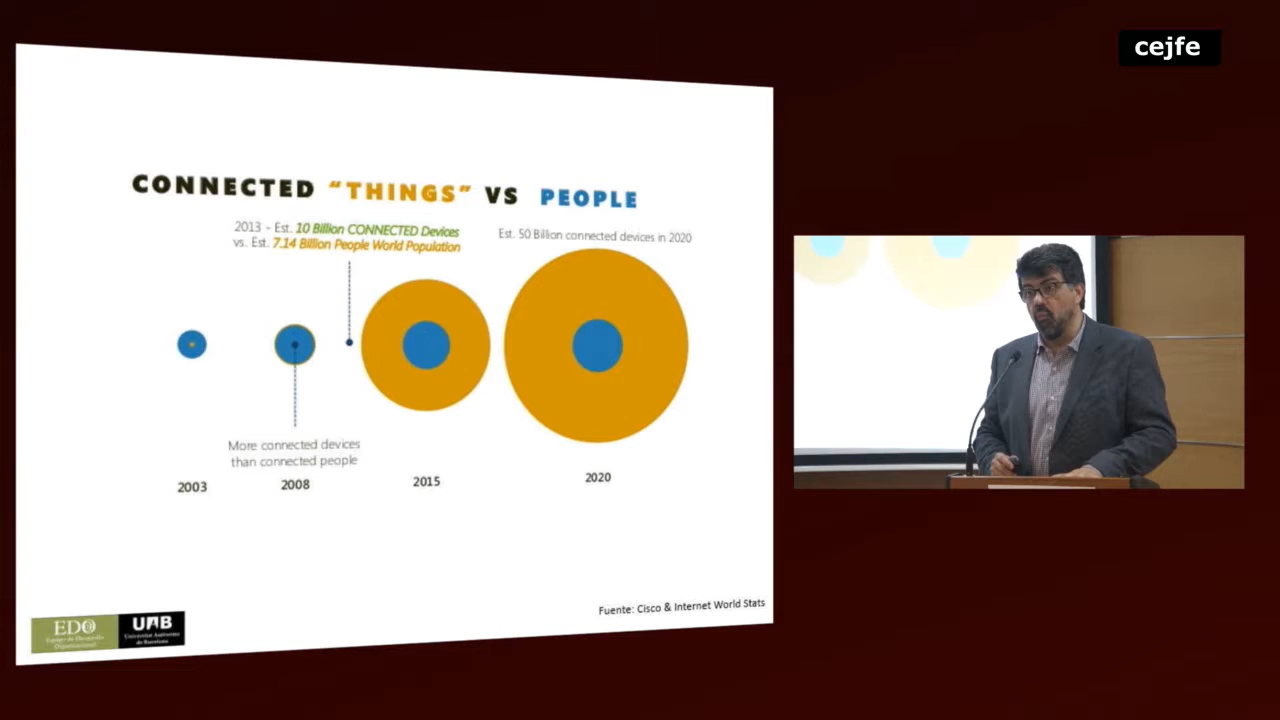 cejfe
CONNECTED “THINGS” VS PEOPLE
2013 - Est. 10 Billion CONNECTED Devices
vs. Est. 7.14 Billion People World Population
Est. 50 Billion connected devices in 2020
More connected devices
than connected people
2003
2008
2015
2020
Fuente: Cisco & Internet World Stats
EDO
Organizacional
UAB
Universitat Autònoma
de Barcelona